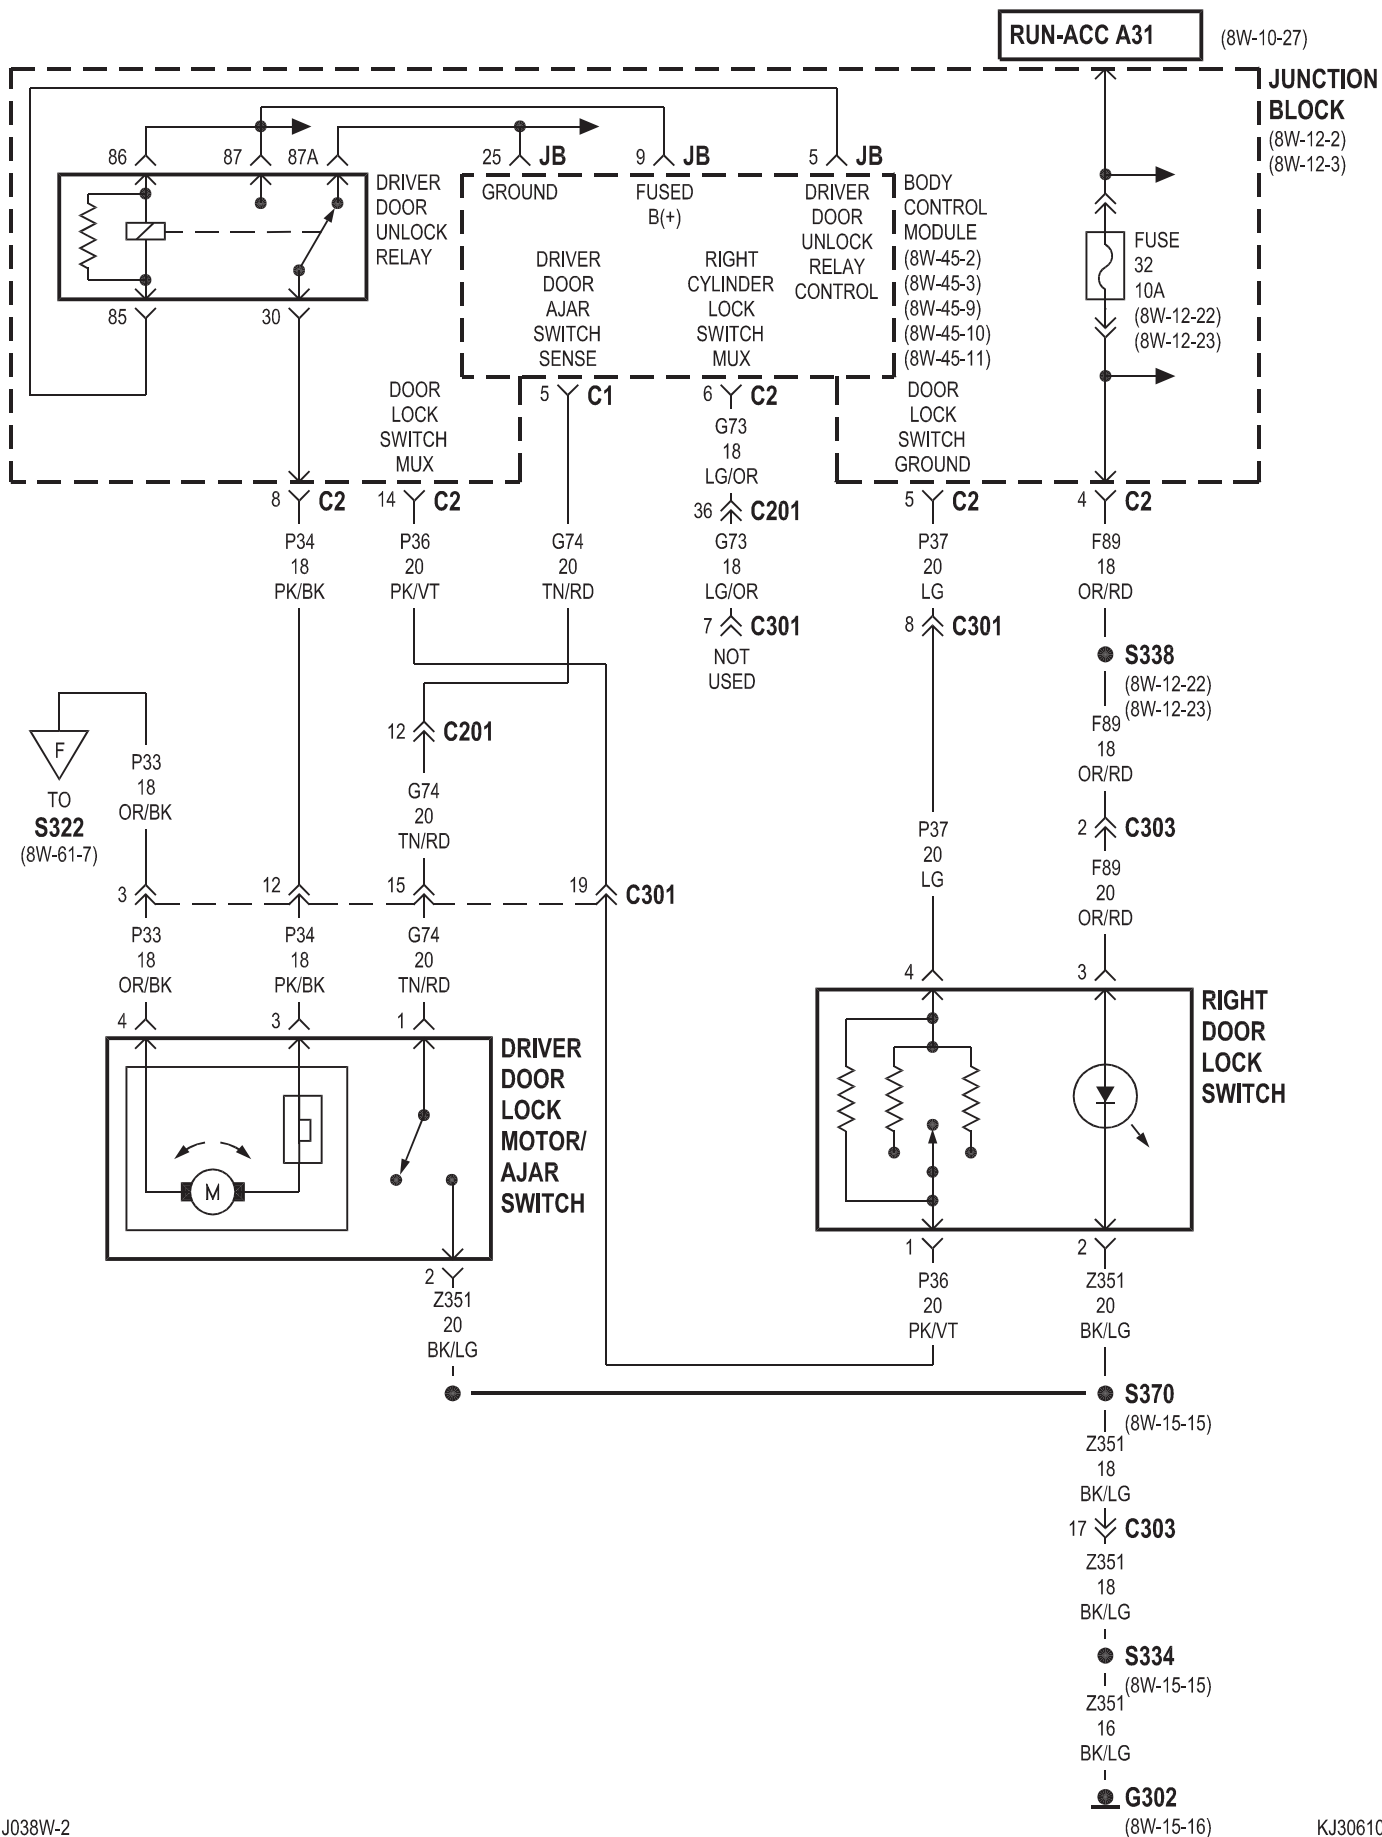 RUN-ACC A31
(8W-10-27)
JUNCTION
BLOCK
(8W-12-2)
(8W-12-3)
86
87
87A
25
JB
9
JB
5
JB
DRIVER
DOOR
UNLOCK
RELAY
GROUND
FUSED
B(+)
DRIVER
DOOR
UNLOCK
RELAY
CONTROL
BODY
CONTROL
MODULE
(8W-45-2)
(8W-45-3)
(8W-45-9)
(8W-45-10)
(8W-45-11)
DRIVER
DOOR
AJAR
SWITCH
SENSE
RIGHT
CYLINDER
LOCK
SWITCH
MUX
FUSE
32
10A
(8W-12-22)
(8W-12-23)
85
30
DOOR
LOCK
SWITCH
MUX
5
C1
6
C2
DOOR
LOCK
SWITCH
GROUND
G73
18
LG/OR
8
C2
14
C2
36
C201
5
C2
4
C2
P34
18
PK/BK
P36
20
PK/VT
G74
20
TN/RD
G73
18
LG/OR
P37
20
LG
F89
18
OR/RD
7
C301
NOT
USED
8
C301
S338
(8W-12-22)
(8W-12-23)
F
TO
S322
(8W-61-7)
P33
18
OR/BK
12
C201
G74
20
TN/RD
F89
18
OR/RD
2
C303
P37
20
LG
F89
20
OR/RD
3
12
15
19
C301
P33
18
OR/BK
P34
18
PK/BK
G74
20
TN/RD
4
3
4
3
1
RIGHT
DOOR
LOCK
SWITCH
DRIVER
DOOR
LOCK
MOTOR/
AJAR
SWITCH
M
1
2
2
Z351
20
BK/LG
P36
20
PK/VT
Z351
20
BK/LG
S370
(8W-15-15)
Z351
18
BK/LG
17
C303
Z351
18
BK/LG
S334
(8W-15-15)
Z351
16
BK/LG
G302
(8W-15-16)
J038W-2
KJ30610